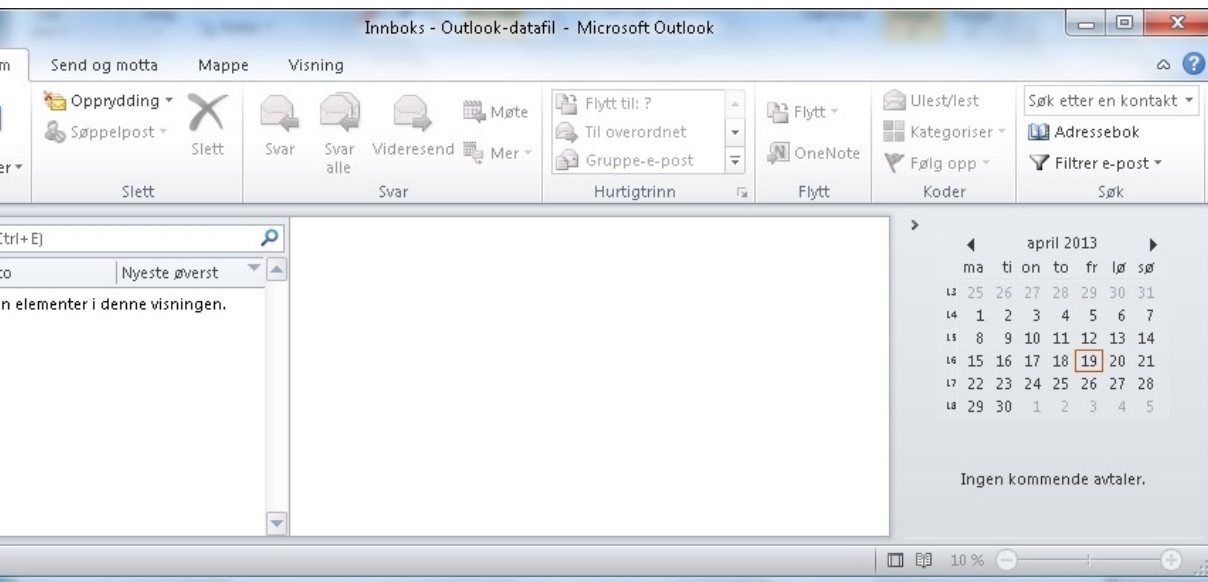 Innboks - Outlook-datafil - Microsoft Outlook
m Send og motta Mappe Visning
Opprydding
Søppelpost
Slett
er
Slett
Svar
Svar alle
Videresend
Møte
Mer
Svar
Flytt til: ?
Til overordnet
Gruppe-e-post
Hurtigtrinn
Flytt
OneNote
Flytt
Ulest/lest
Kategoriser
Følg opp
Koder
Søk etter en kontakt
Adressebok
Filtrer e-post
Søk
Ctrl+E)
to Nyeste øverst
n elementer i denne visningen.
april 2013
ma ti on to fr lø sø
13 25 26 27 28 29 30 31
14 1 2 3 4 5 6 7
15 8 9 10 11 12 13 14
16 15 16 17 18 19 20 21
17 22 23 24 25 26 27 28
18 29 30 1 2 3 4 5
Ingen kommende avtaler.
10 %